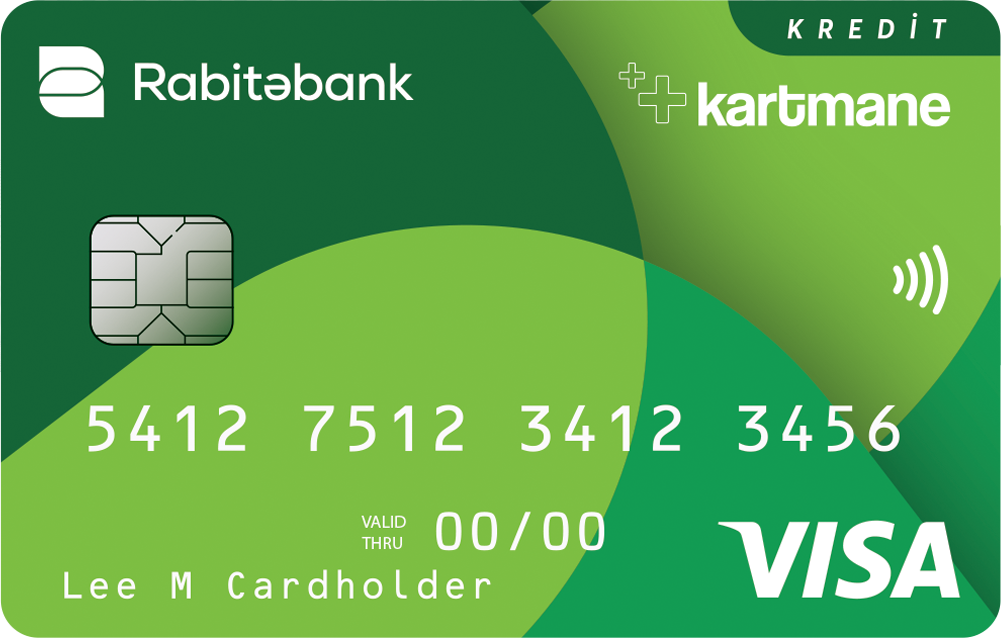 KREDİT
Rabitəbank
kartmane
5412 7512 3412 3456
VALID
THRU
00/00
Lee M Cardholder
VISA